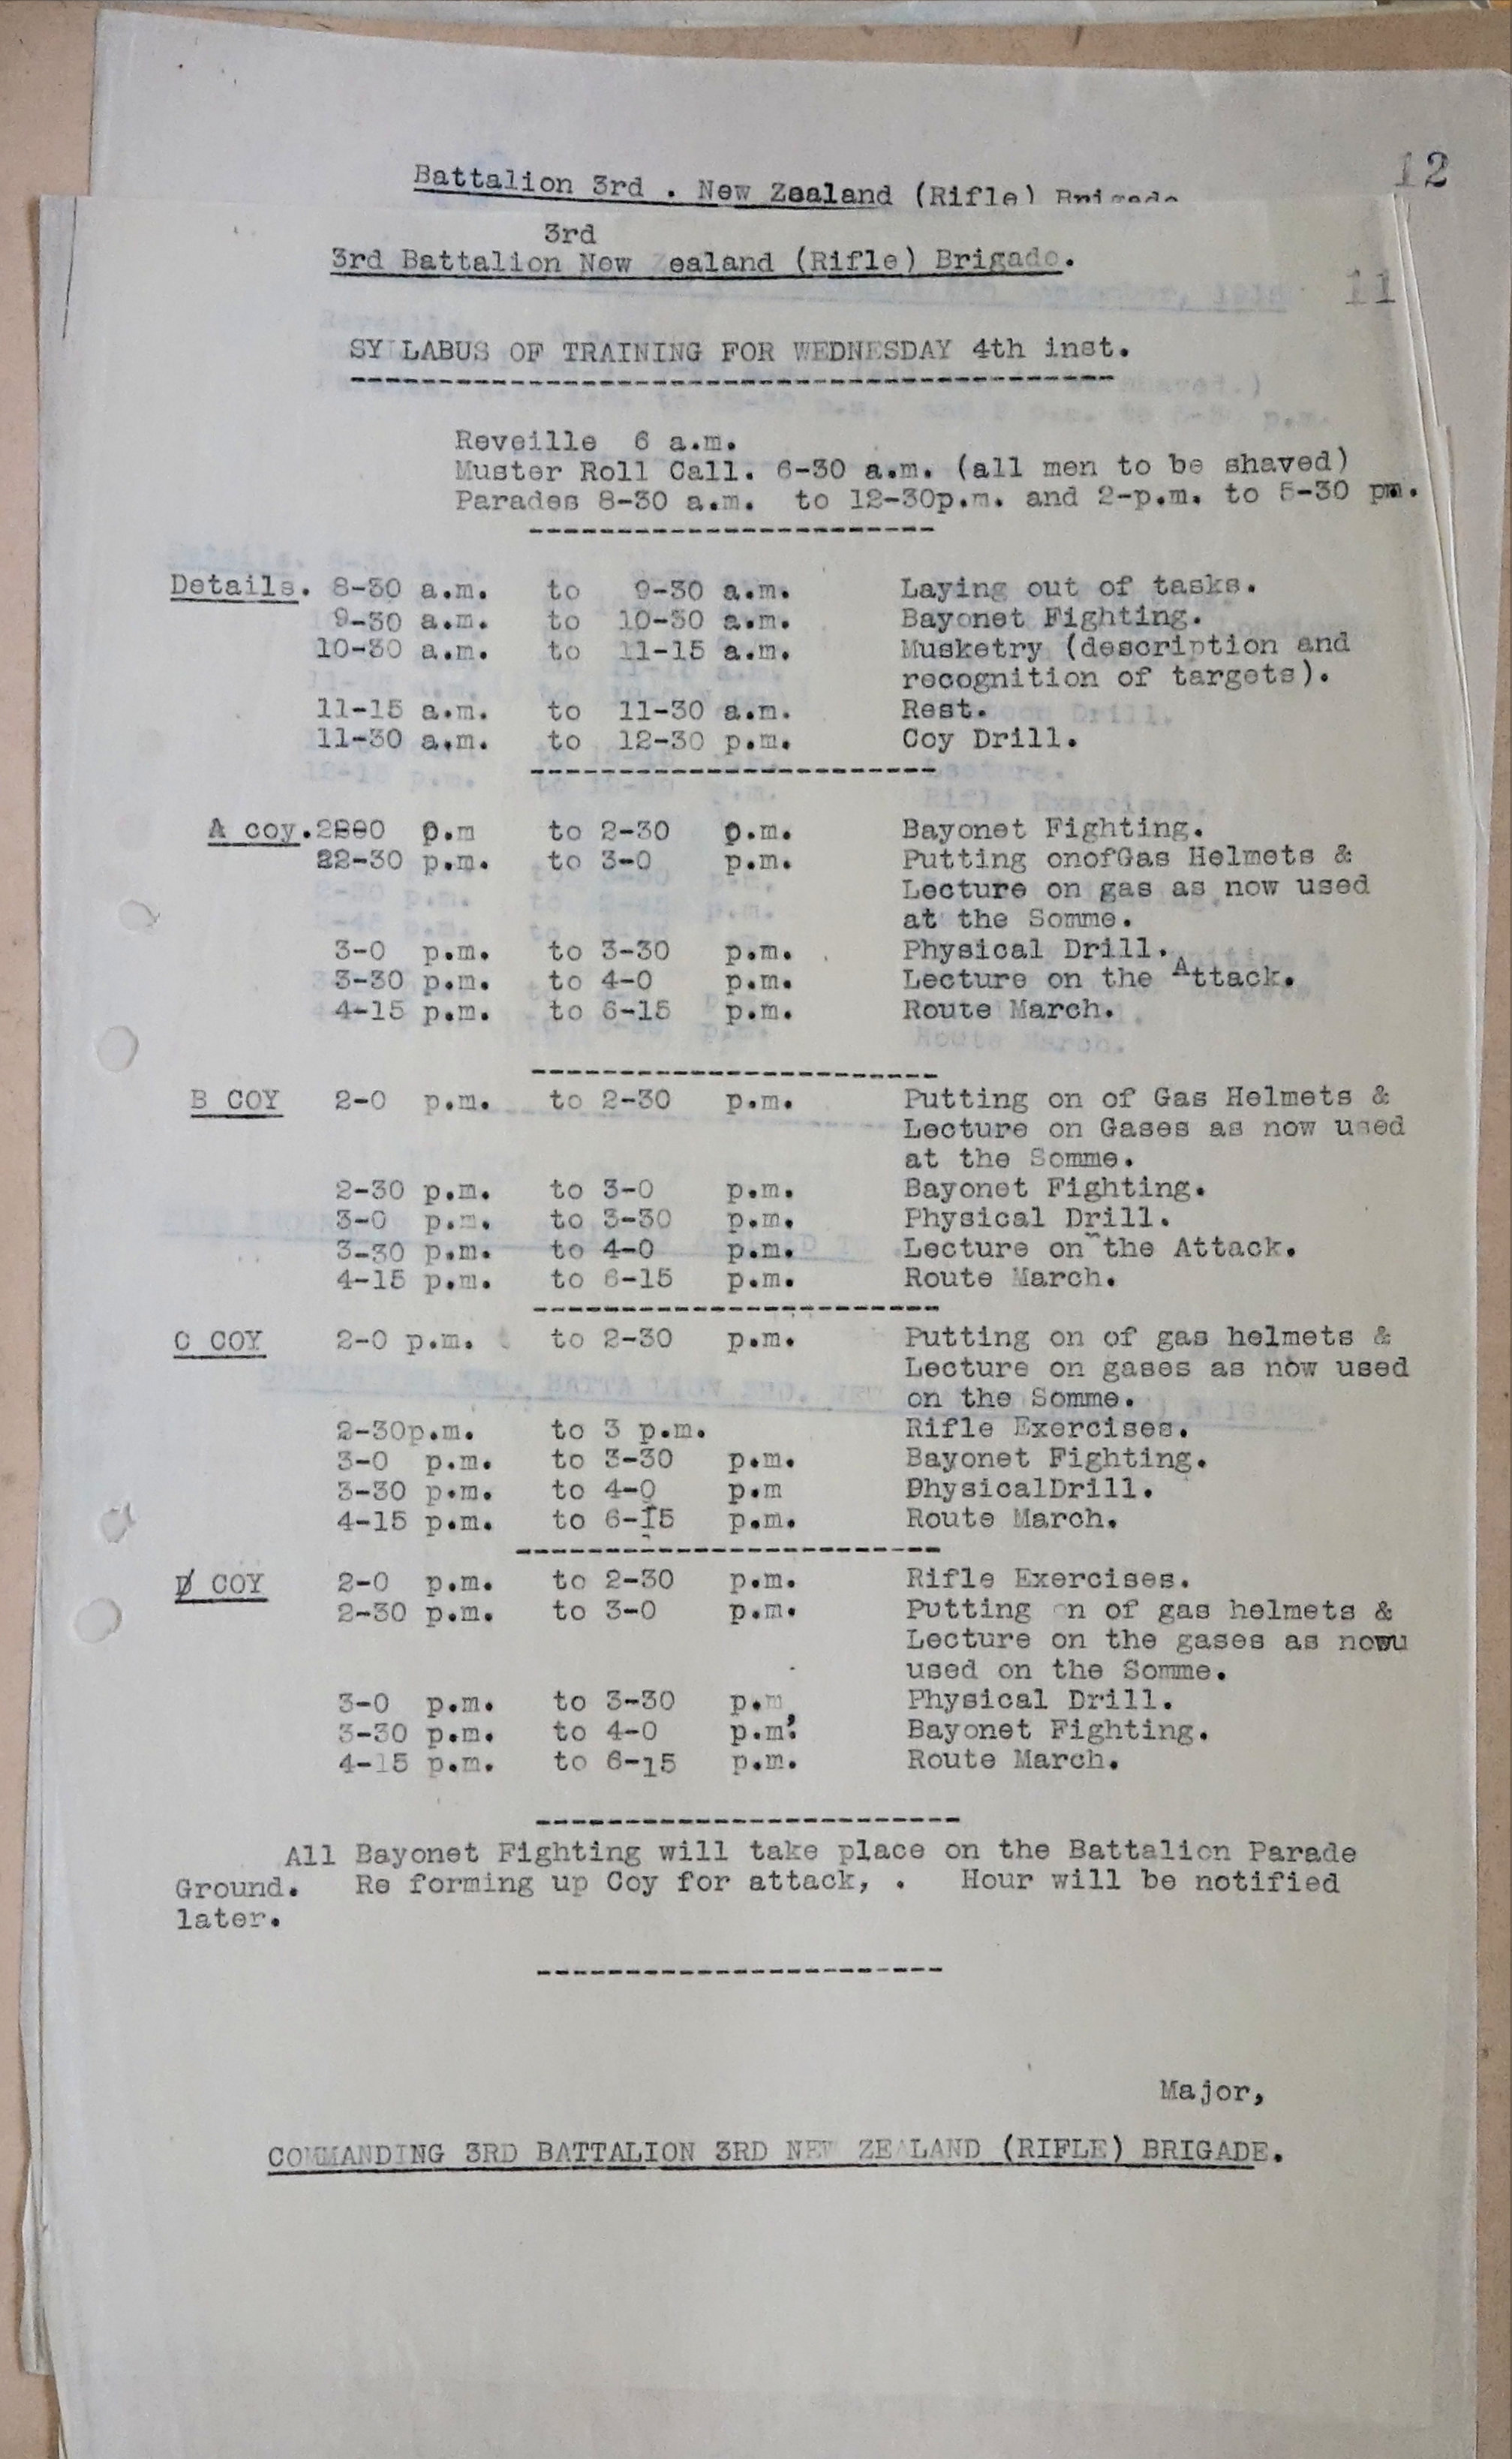 12
Battalion 3rd . New Zealand (Rifle) Brigade
3rd
3rd Battalion New Zealand (Rifle) Brigade.
11
SYLLABUS OF TRAINING FOR WEDNESDAY 4th inst.
Reveille 6 a.m.
Muster Roll Call. 6-30 a.m. (all men to be shaved)
Parades 8-30 a.m. to 12-30p.m. and 2-p.m. to 5-30 pm.
Details. 8-30 a.m. to 9-30 a.m. Laying out of tasks.
9-30 a.m. to 10-30 a.m. Bayonet Fighting.
10-30 a.m. to 11-15 a.m. Musketry (description and
recognition of targets).
11-15 a.m. to 11-30 a.m. Rest.
11-30 a.m. to 12-30 p.m. Coy Drill.
A coy. p.m to 2-30 p.m. Bayonet Fighting.
22-30 p.m. to 3-0 p.m. Putting onofGas Helmets &
Lecture on gas as now used
at the Somme.
3-0 p.m. to 3-30 p.m. Physical Drill.
3-30 p.m. to 4-0 p.m. Lecture on the Attack.
4-15 p.m. to 6-15 p.m. Route March.
B COY 2-0 p.m. to 2-30 p.m. Putting on of Gas Helmets &
Lecture on Gases as now used
at the Somme.
2-30 p.m. to 3-0 p.m. Bayonet Fighting.
3-0 p.m. to 3-30 p.m. Physical Drill.
3-30 p.m. to 4-0 p.m. Lecture on the Attack.
4-15 p.m. to 6-15 p.m. Route March.
C COY 2-0 p.m. to 2-30 p.m. Putting on of gas helmets &
Lecture on gases as now used
on the Somme.
2-30p.m. to 3 p.m. Rifle Exercises.
3-0 p.m. to 3-30 p.m. Bayonet Fighting.
3-30 p.m. to 4-0 p.m PhysicalDrill.
4-15 p.m. to 6-15 p.m. Route March.
D COY 2-0 p.m. to 2-30 p.m. Rifle Exercises.
2-30 p.m. to 3-0 p.m. Putting on of gas helmets &
Lecture on the gases as nowu
used on the Somme.
3-0 p.m. to 3-30 p.m, Physical Drill.
3-30 p.m. to 4-0 p.m. Bayonet Fighting.
4-15 p.m. to 6-15 p.m. Route March.
All Bayonet Fighting will take place on the Battalion Parade
Ground. Re forming up Coy for attack, . Hour will be notified
later.
Major,
COMMANDING 3RD BATTALION 3RD NEW ZEALAND (RIFLE) BRIGADE.